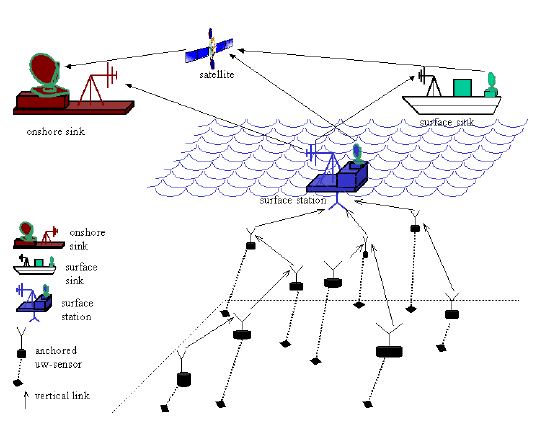 satellite
onshore sink
surface sink
surface station
onshore
sink
surface
sink
surface
station
anchored
uw-sensor
vertical link